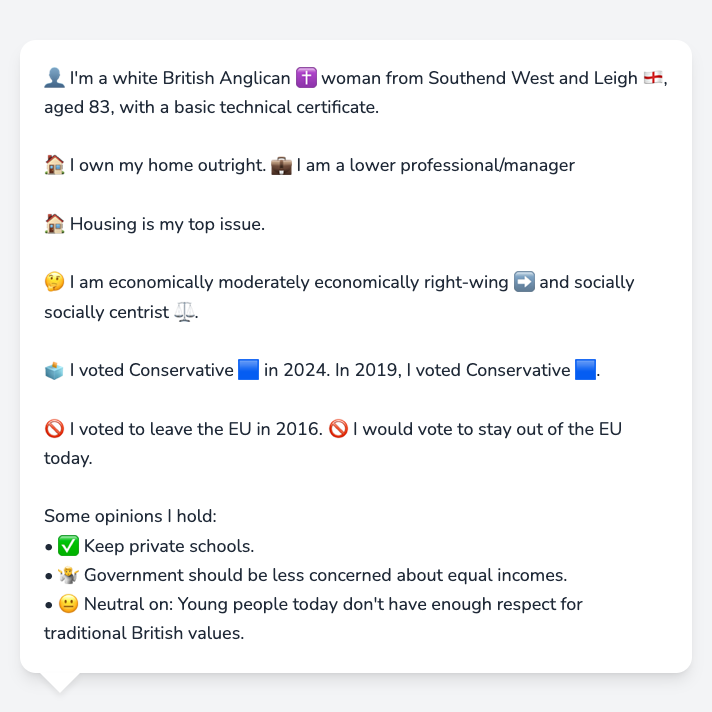 👤 I'm a white British Anglican ✝️ woman from Southend West and Leigh 🏴󠁧󠁢󠁥󠁮󠁧󠁿,
aged 83, with a basic technical certificate.
🏠 I own my home outright. 💼 I am a lower professional/manager
🏠 Housing is my top issue.
🤔 I am economically moderately economically right-wing ➡️ and socially
socially centrist ⚖️.
🗳️ I voted Conservative 🟦 in 2024. In 2019, I voted Conservative 🟦.
🚫 I voted to leave the EU in 2016. 🚫 I would vote to stay out of the EU
today.
Some opinions I hold:
• ✅ Keep private schools.
• 🤷 Government should be less concerned about equal incomes.
• 😐 Neutral on: Young people today don't have enough respect for
traditional British values.